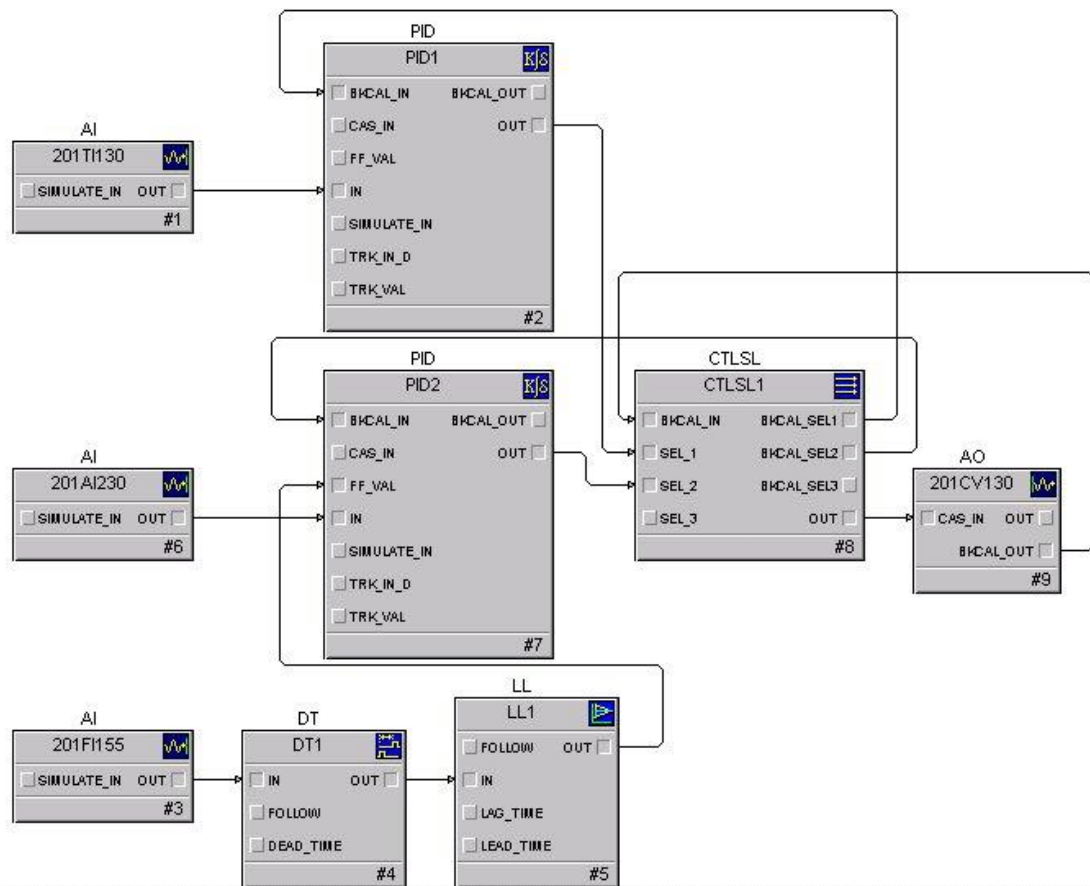 PID
PID1
BKCAL_IN BKCAL_OUT
CAS_IN OUT
FF_VAL
IN
SIMULATE_IN
TRK_IN_D
TRK_VAL
#2
AI
201TI130
SIMULATE_IN OUT
#1
PID
PID2
BKCAL_IN BKCAL_OUT
CAS_IN OUT
FF_VAL
IN
SIMULATE_IN
TRK_IN_D
TRK_VAL
#7
CTLSL
CTLSL1
BKCAL_IN BKCAL_SEL1
SEL_1 BKCAL_SEL2
SEL_2 BKCAL_SEL3
SEL_3 OUT
#8
AI
201AI230
SIMULATE_IN OUT
#6
AO
201CV130
CAS_IN OUT
BKCAL_OUT
#9
AI
201FI155
SIMULATE_IN OUT
#3
DT
DT1
IN OUT
FOLLOW
DEAD_TIME
#4
LL
LL1
FOLLOW OUT
IN
LAG_TIME
LEAD_TIME
#5